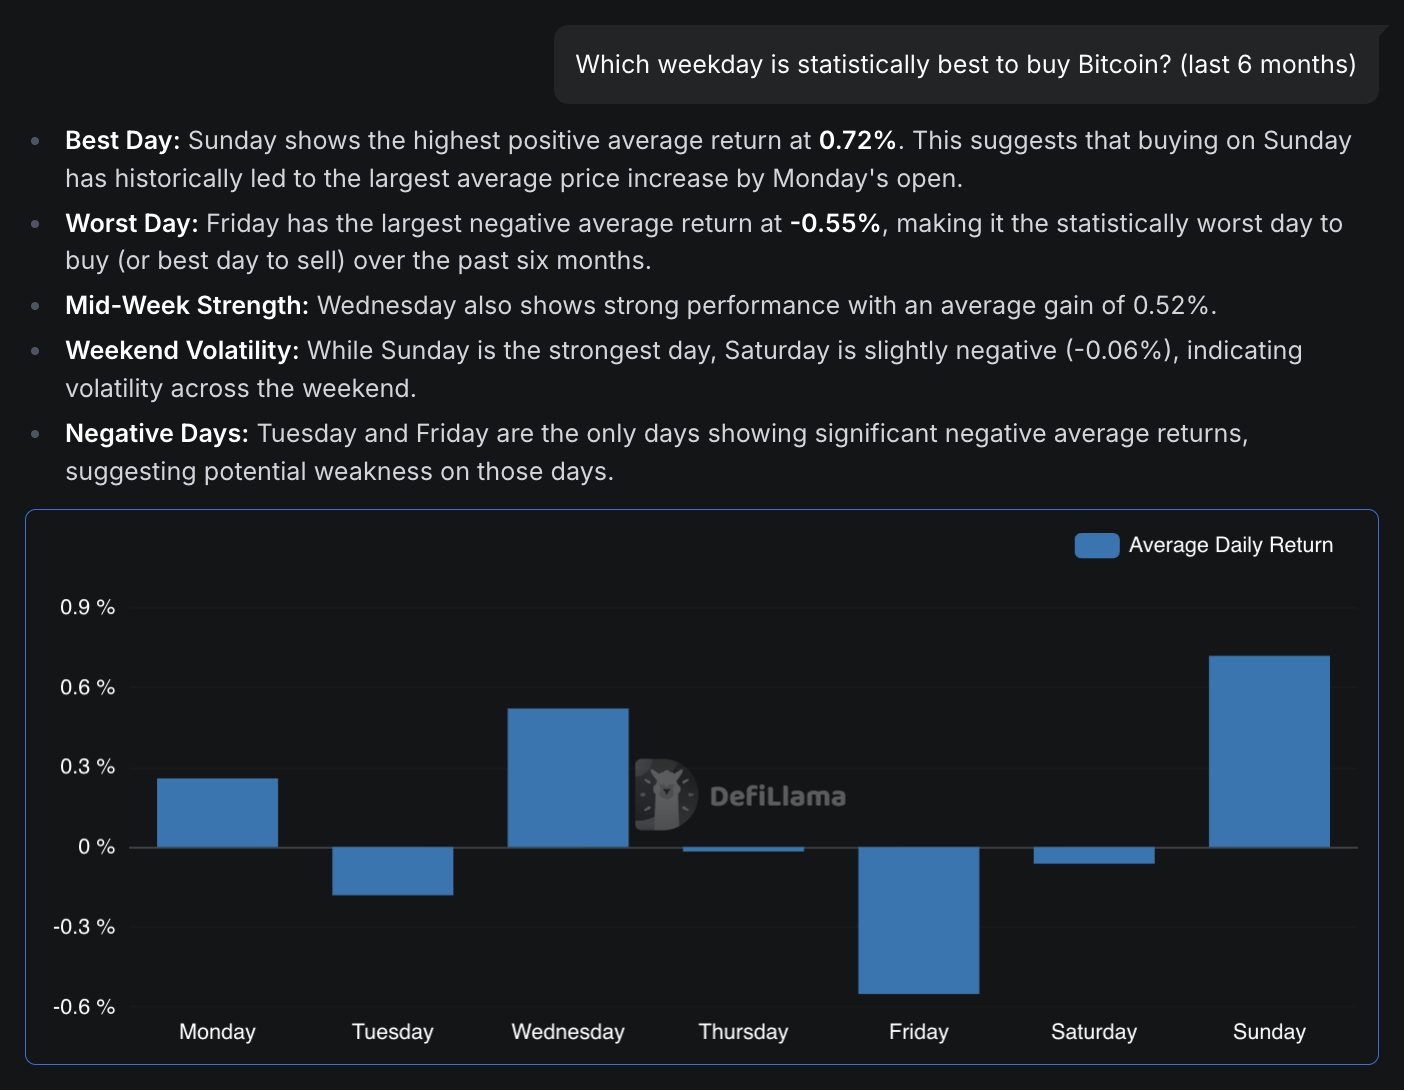 Which weekday is statistically best to buy Bitcoin? (last 6 months)
Best Day: Sunday shows the highest positive average return at 0.72%. This suggests that buying on Sunday
has historically led to the largest average price increase by Monday's open.
Worst Day: Friday has the largest negative average return at -0.55%, making it the statistically worst day to
buy (or best day to sell) over the past six months.
Mid-Week Strength: Wednesday also shows strong performance with an average gain of 0.52%.
Weekend Volatility: While Sunday is the strongest day, Saturday is slightly negative (-0.06%), indicating
volatility across the weekend.
Negative Days: Tuesday and Friday are the only days showing significant negative average returns,
suggesting potential weakness on those days.
Average Daily Return
0.9 %
0.6 %
0.3 %
DefiLlama
0 %
-0.3 %
-0.6 %
Monday Tuesday Wednesday Thursday Friday Saturday Sunday